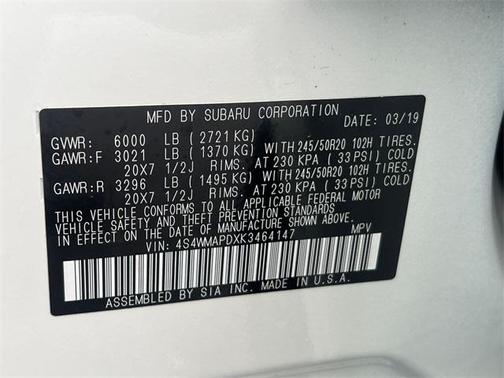 MFD BY SUBARU CORPORATION DATE: 03/19
GVWR: 6000 LB (2721 KG)
GAWR:F 3021 LB (1370 KG) WITH 245/50R20 102H TIRES.
20X7 1/2J RIMS. AT 230 KPA (33 PSI) COLD
GAWR:R 3296 LB (1495 KG) WITH 245/50R20 102H TIRES.
20X7 1/2J RIMS. AT 230 KPA (33 PSI) COLD
THIS VEHICLE CONFORMS TO ALL APPLICABLE FEDERAL MOTOR
VEHICLE SAFETY AND THEFT PREVENTION STANDARDS
IN EFFECT ON THE DATE OF MANUFACTURE SHOWN ABOVE.
VIN: 4S4WMAPDXK3464147 MPV
ASSEMBLED BY SIA INC. MADE IN U.S.A.